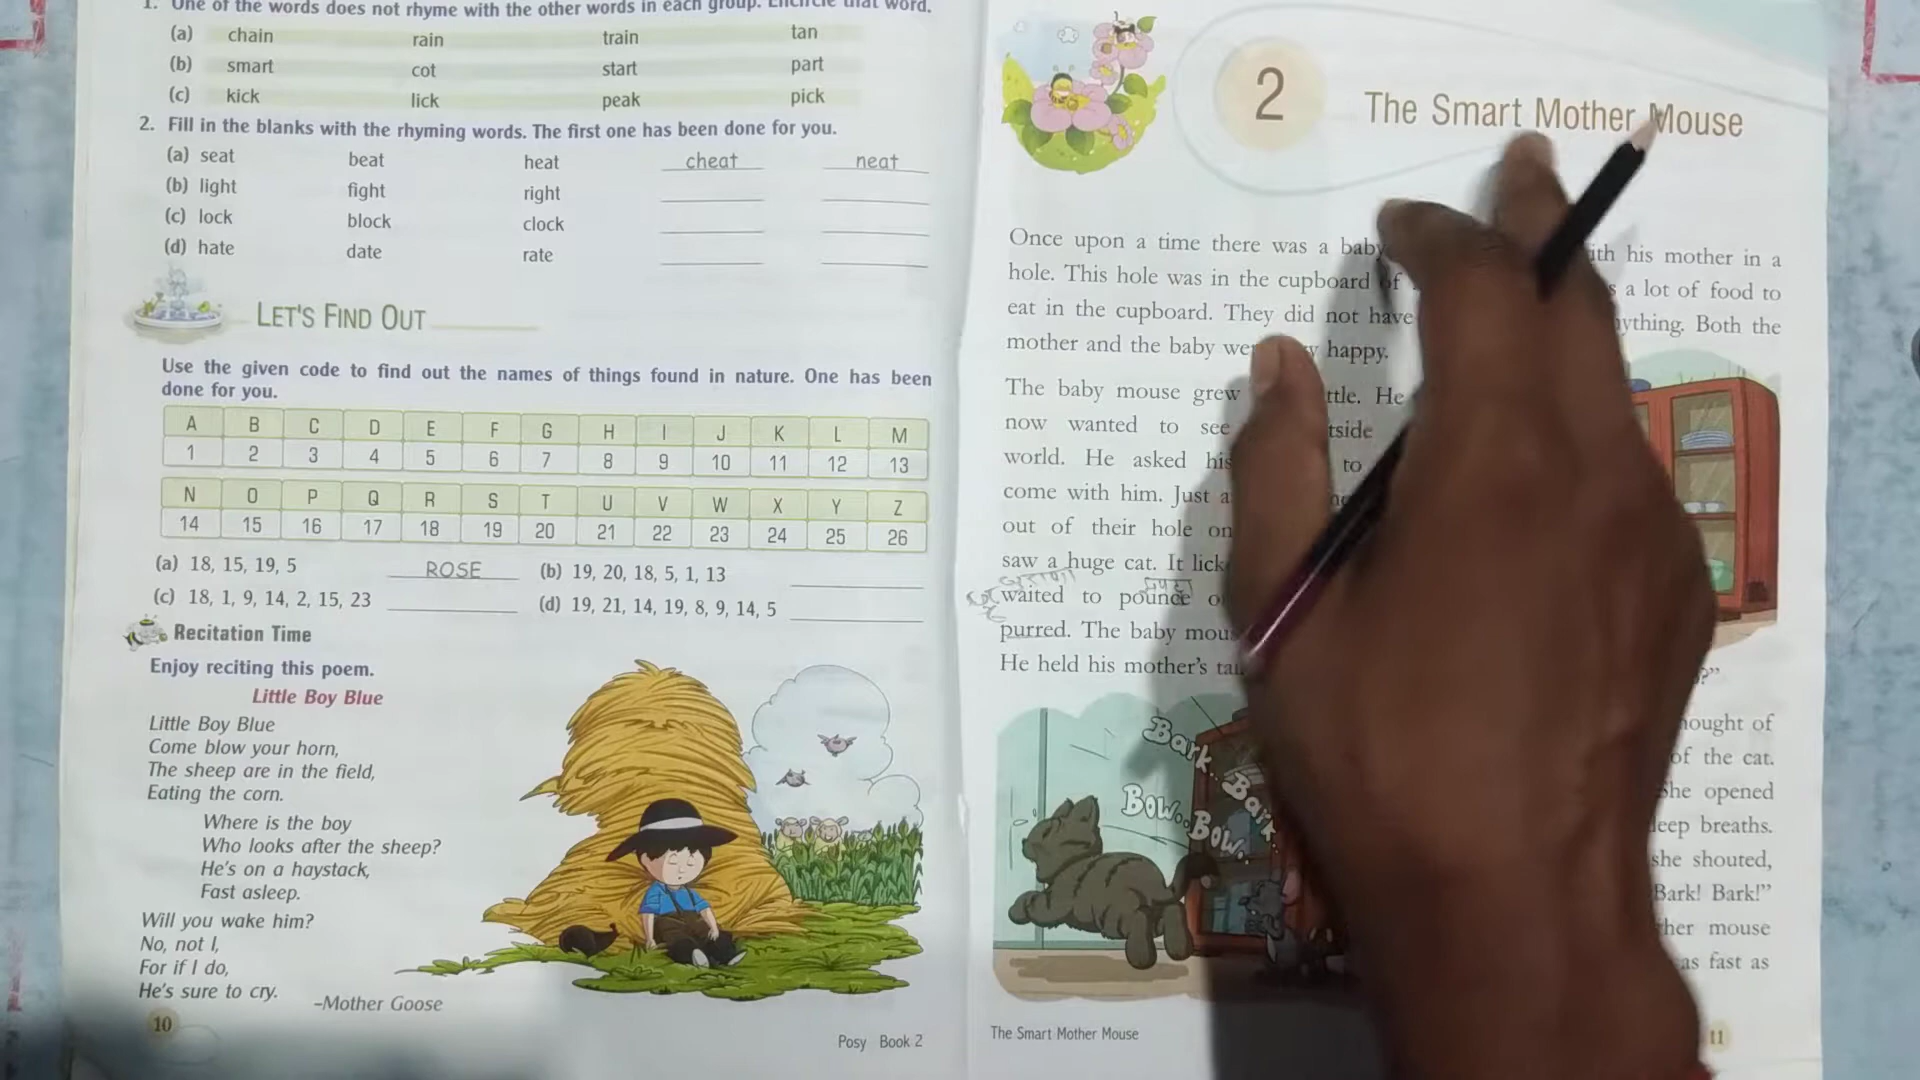 1. One of the words does not rhyme with the other words in each group. Encircle that word.
(a) chain rain train tan
(b) smart cot start part
(c) kick lick peak pick
2. Fill in the blanks with the rhyming words. The first one has been done for you.
(a) seat beat heat cheat neat
(b) light fight right
(c) lock block clock
(d) hate date rate
LET'S FIND OUT
Use the given code to find out the names of things found in nature. One has been
done for you.
A B C D E F G H I J K L M
1 2 3 4 5 6 7 8 9 10 11 12 13
N O P Q R S T U V W X Y Z
14 15 16 17 18 19 20 21 22 23 24 25 26
(a) 18, 15, 19, 5 ROSE (b) 19, 20, 18, 5, 1, 13
(c) 18, 1, 9, 14, 2, 15, 23 (d) 19, 21, 14, 19, 8, 9, 14, 5
Recitation Time
Enjoy reciting this poem.
Little Boy Blue
Little Boy Blue
Come blow your horn,
The sheep are in the field,
Eating the corn.
Where is the boy
Who looks after the sheep?
He's on a haystack,
Fast asleep.
Will you wake him?
No, not I,
For if I do,
He's sure to cry.
–Mother Goose
10
Posy Book 2
2 The Smart Mother Mouse
Once upon a time there was a baby his mother in a
hole. This hole was in the cupboard of a lot of food to
eat in the cupboard. They did not have Both the
mother and the baby happy.
The baby mouse grew He
now wanted to see
world. He asked his to
come with him. Just
out of their hole on
saw a huge cat. It
waited to pounce
purred. The baby
He held his mother's
Bark.. Bark..
Bow.. Bow..
of
of the cat.
opened
breaths.
she shouted,
Bark! Bark!”
mouse
as fast as
The Smart Mother Mouse
11